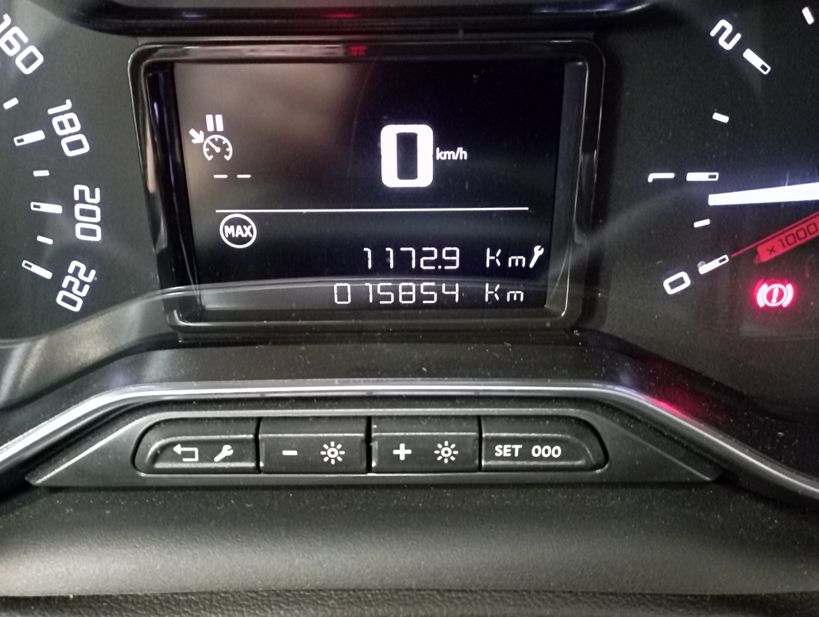 160
180
200
220
0 km/h
-- --
MAX
1172.9 Km
015854 Km
2
1
0
x1000
- +
SET 000